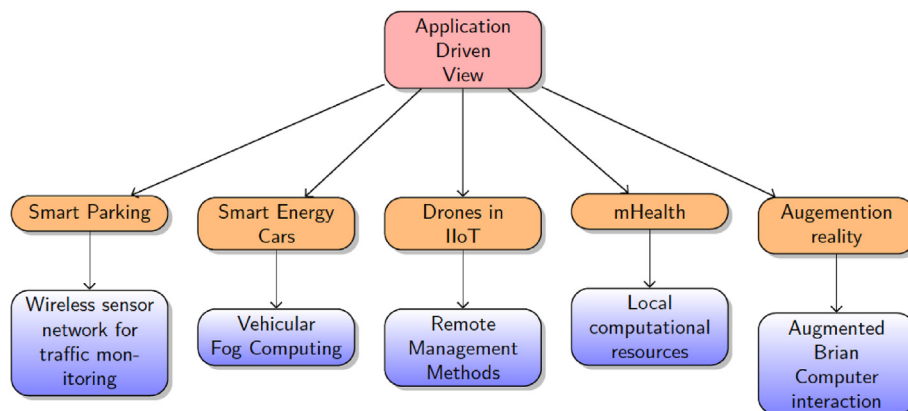 Application
Driven
View
Smart Parking
Smart Energy
Cars
Drones in
IIoT
mHealth
Augemention
reality
Wireless sensor
network for
traffic mon-
itoring
Vehicular
Fog Computing
Remote
Management
Methods
Local
computational
resources
Augmented
Brian
Computer
interaction